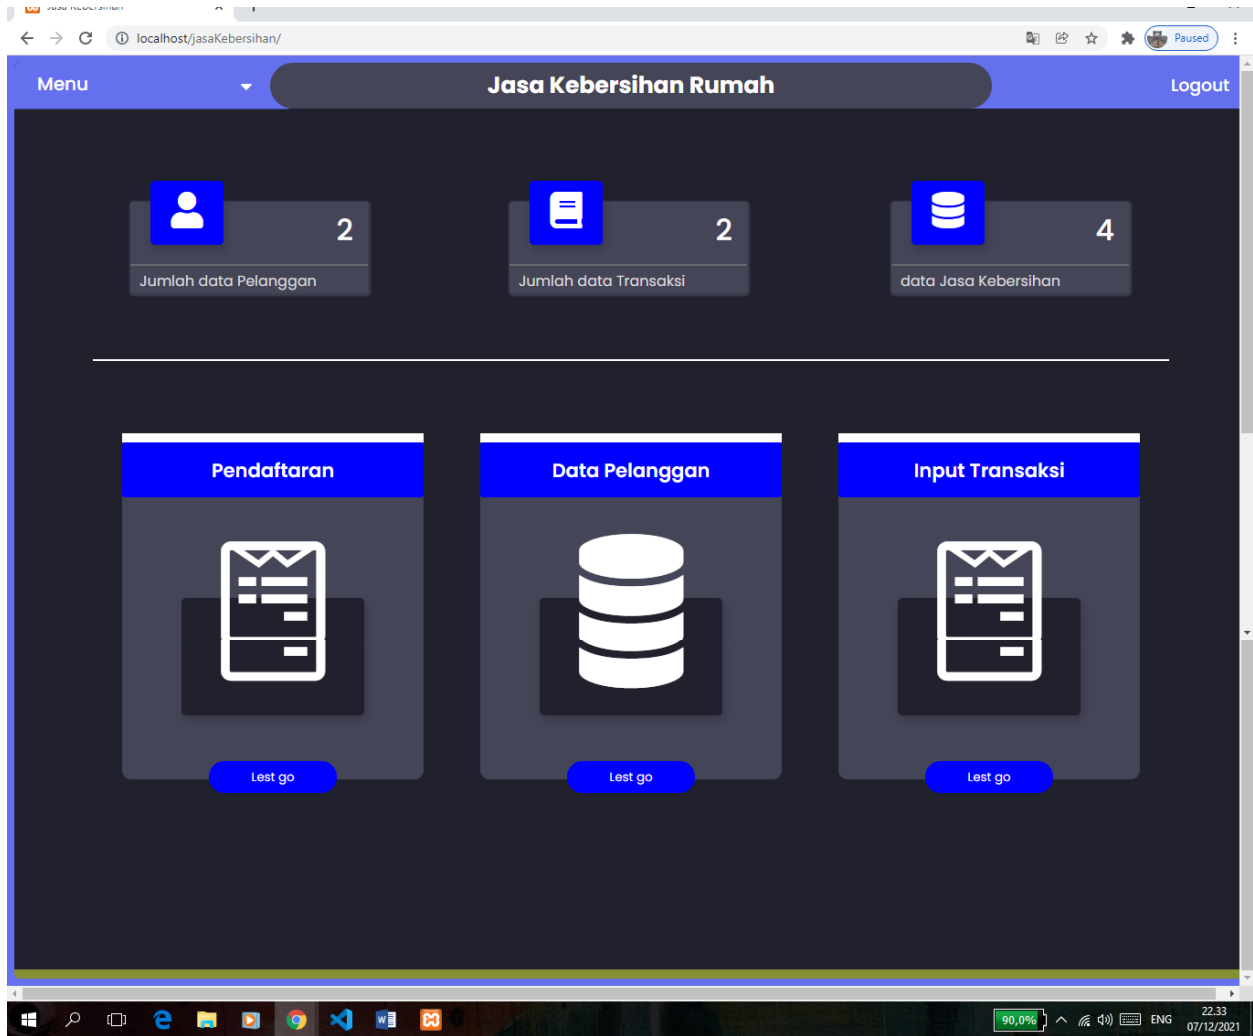 Jasa Kebersihan
localhost/jasaKebersihan/
Paused
Menu
Jasa Kebersihan Rumah
Logout
2
Jumlah data Pelanggan
2
Jumlah data Transaksi
4
data Jasa Kebersihan
Pendaftaran
Data Pelanggan
Input Transaksi
Lest go
Lest go
Lest go
90,0%
ENG
22.33
07/12/2021